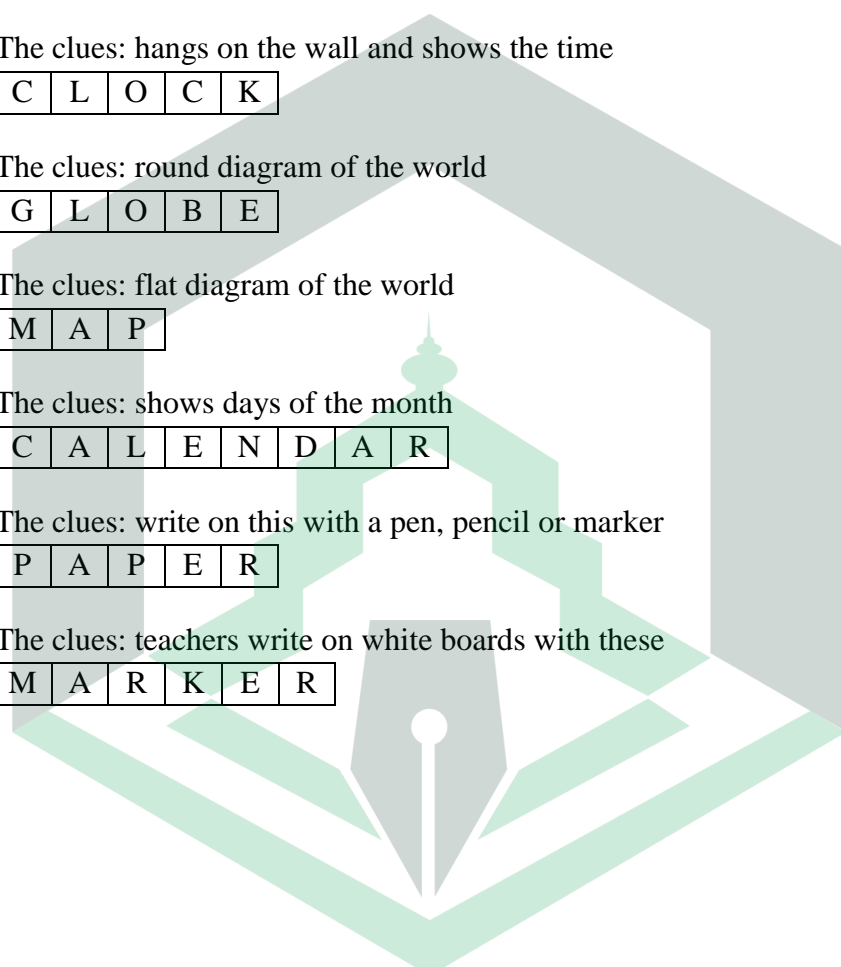 The clues: hangs on the wall and shows the time
C L O C K
The clues: round diagram of the world
G L O B E
The clues: flat diagram of the world
M A P
The clues: shows days of the month
C A L E N D A R
The clues: write on this with a pen, pencil or marker
P A P E R
The clues: teachers write on white boards with these
M A R K E R